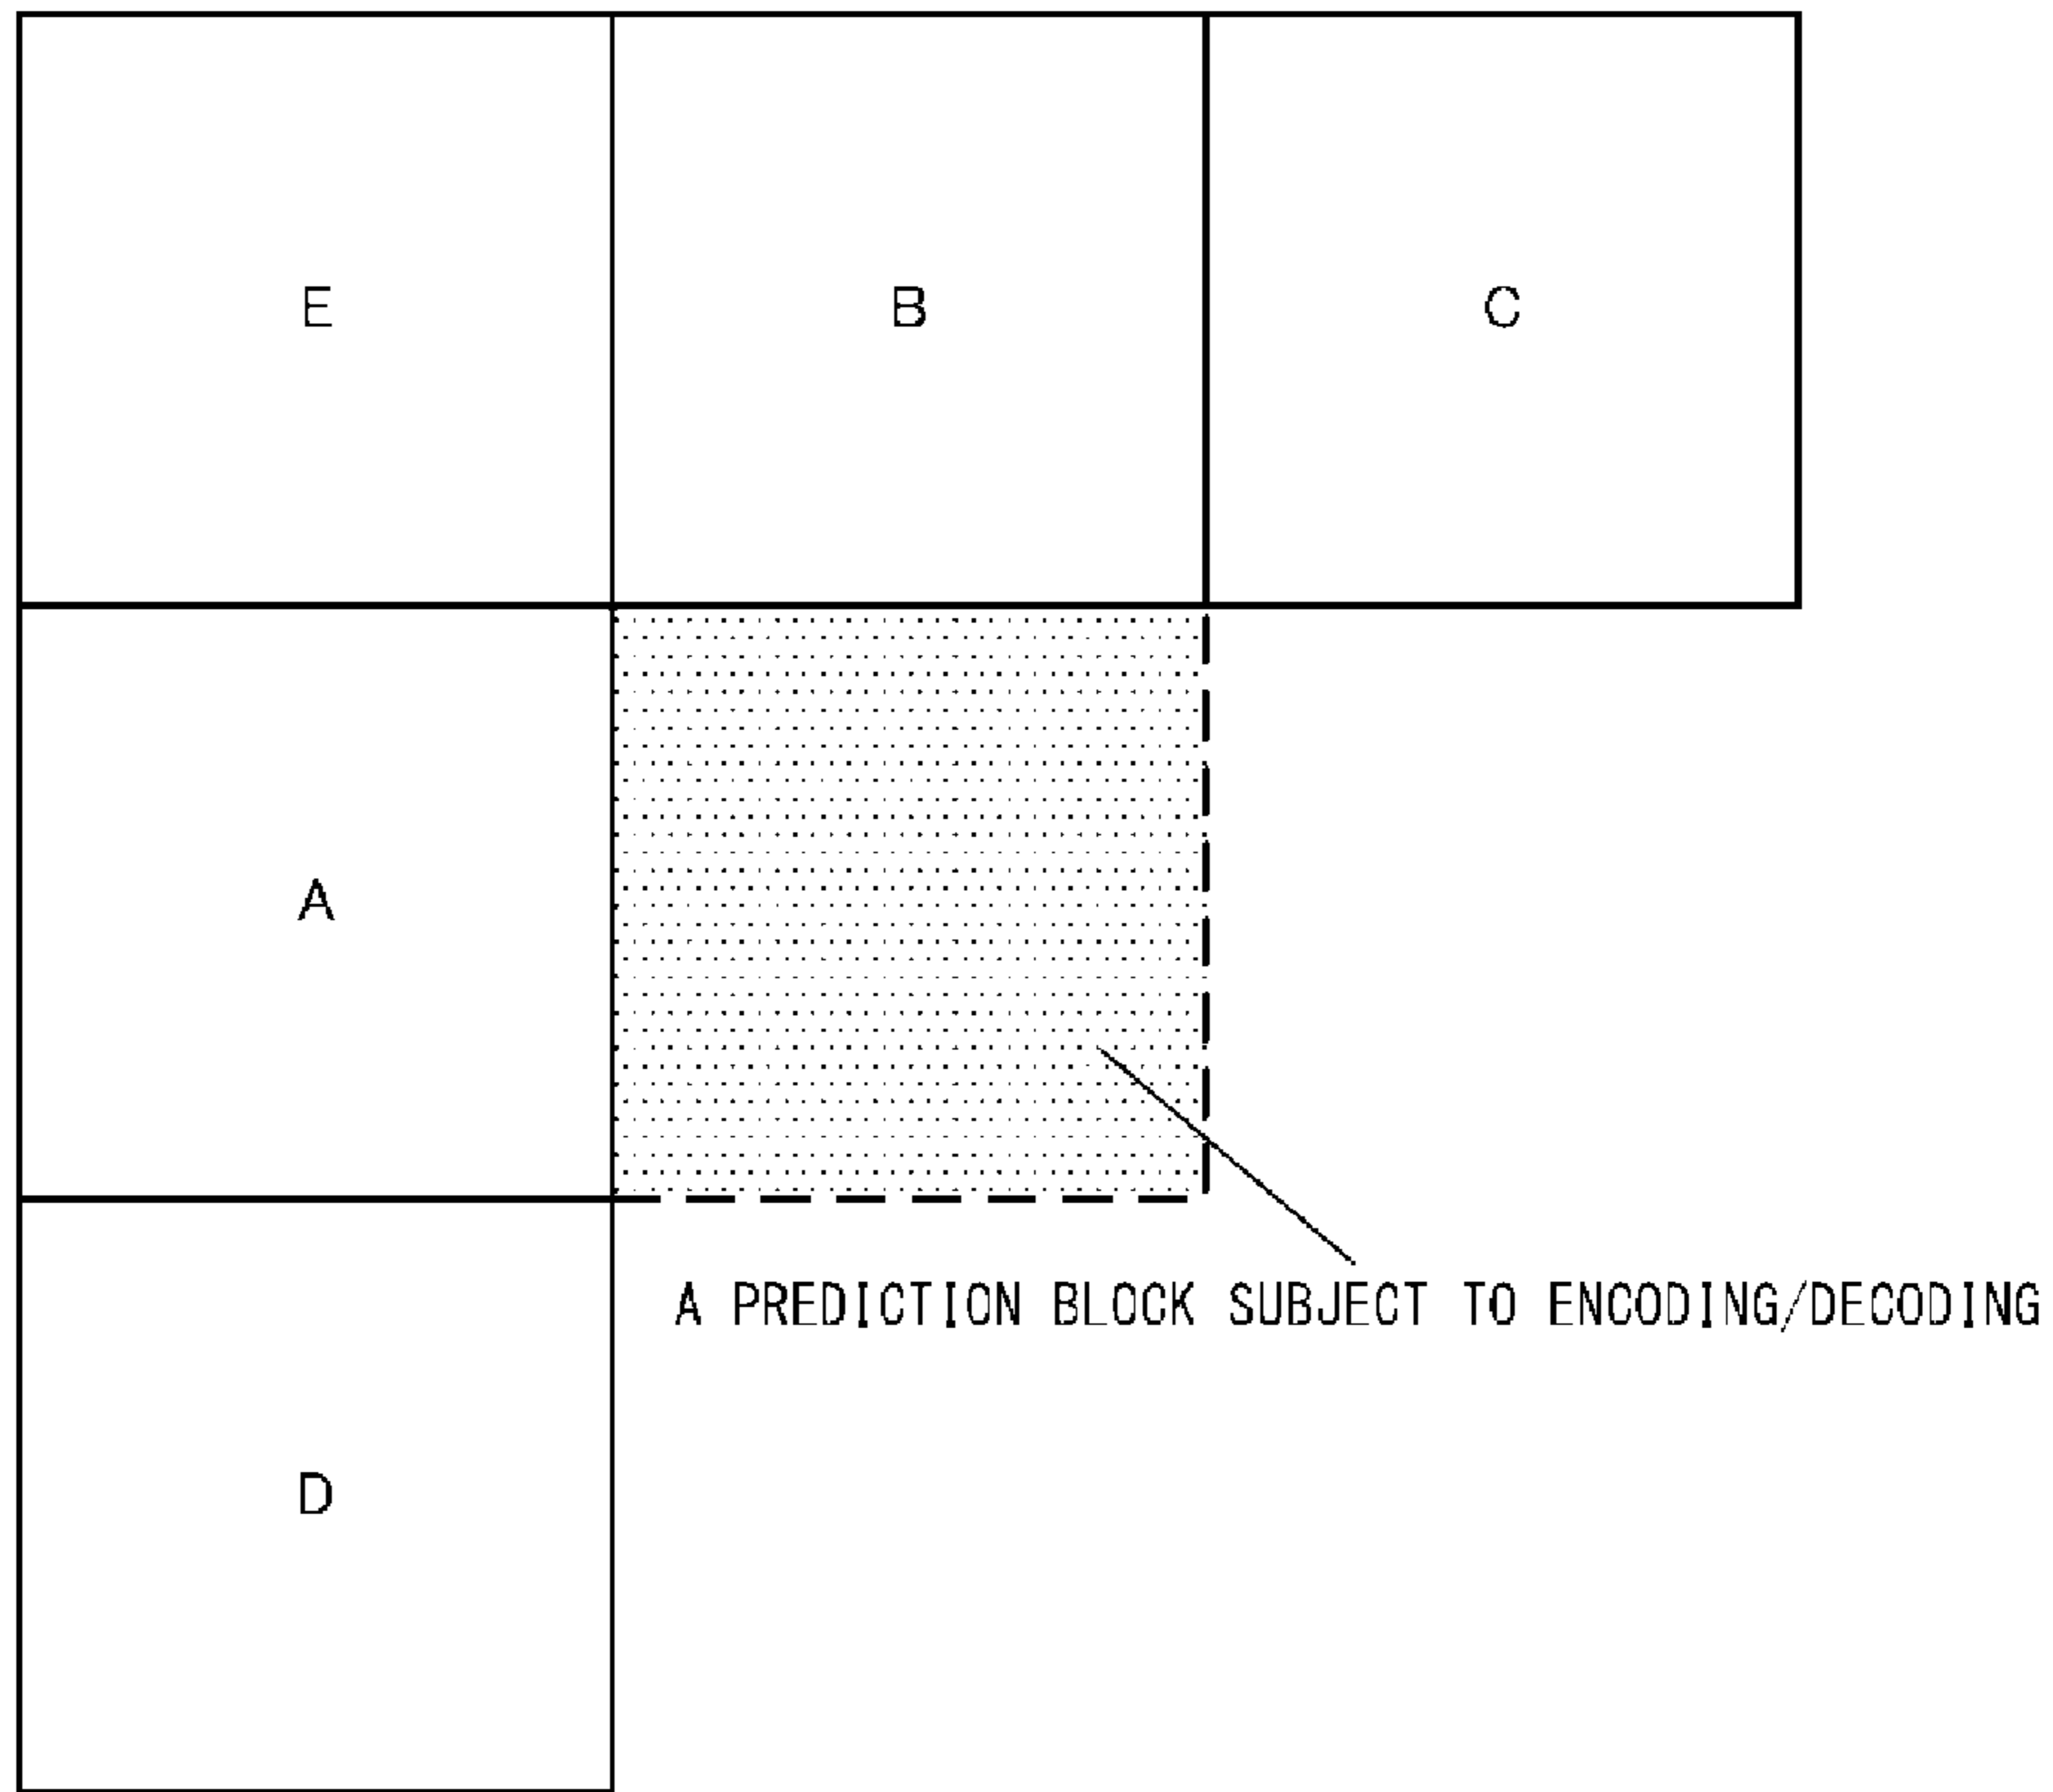 E
B
C
A
A PREDICTION BLOCK SUBJECT TO ENCODING/DECODING
D